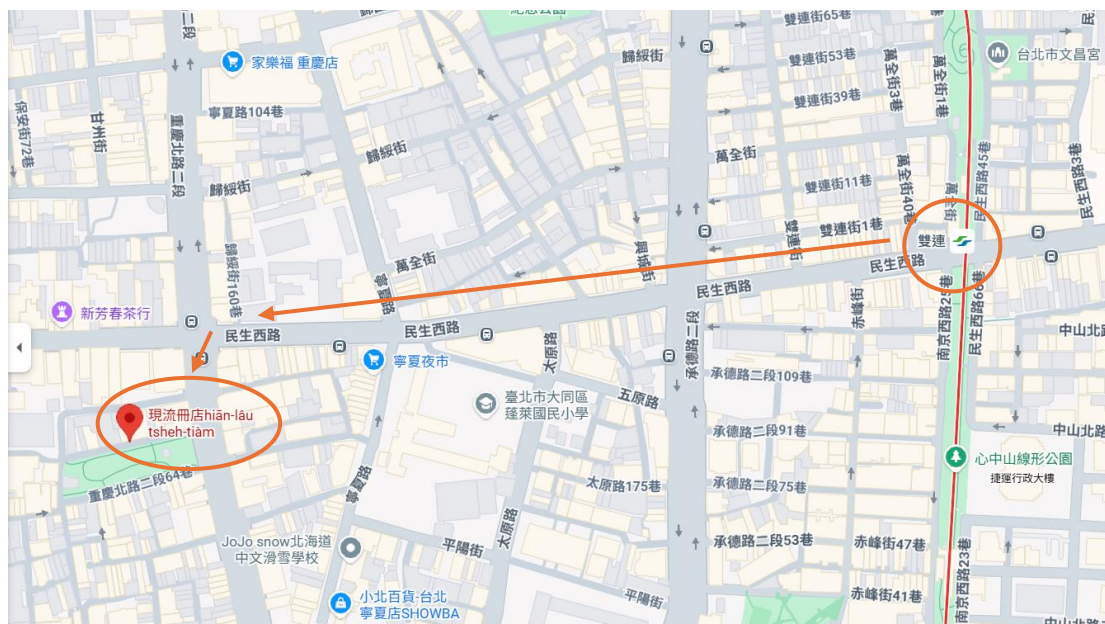 紀念公園
雙連街65巷
家樂福 重慶店
歸綏街
雙連街53巷
萬全街3巷
萬全街1巷
台北市文昌宮
保安街72巷
甘州街
重慶北路二段
寧夏路104巷
雙連街39巷
歸綏街
萬全街
民生西路45巷
民生西路3巷
歸綏街
雙連街11巷
萬全街40巷
萬全街
歸綏街160巷
萬全街
寧夏路
興城街
雙連街
雙連街1巷
雙連
民生西路
新芳春茶行
民生西路
民生西路
民生西路
承德路二段
赤峰街
南京西路25巷
民生西路66巷
中山北路
寧夏夜市
太原路
承德路二段109巷
現流冊店hiān-lâu
tsheh-tiàm
臺北市大同區
蓬萊國民小學
五原路
承德路二段91巷
中山北路
心中山線形公園
捷運行政大樓
重慶北路二段64巷
寧夏路
太原路175巷
承德路二段75巷
JoJo snow北海道
中文滑雪學校
平陽街
太原路
承德路二段53巷
赤峰街47巷
小北百貨-台北
寧夏店SHOWBA
平陽街
赤峰街41巷
南京西路23巷